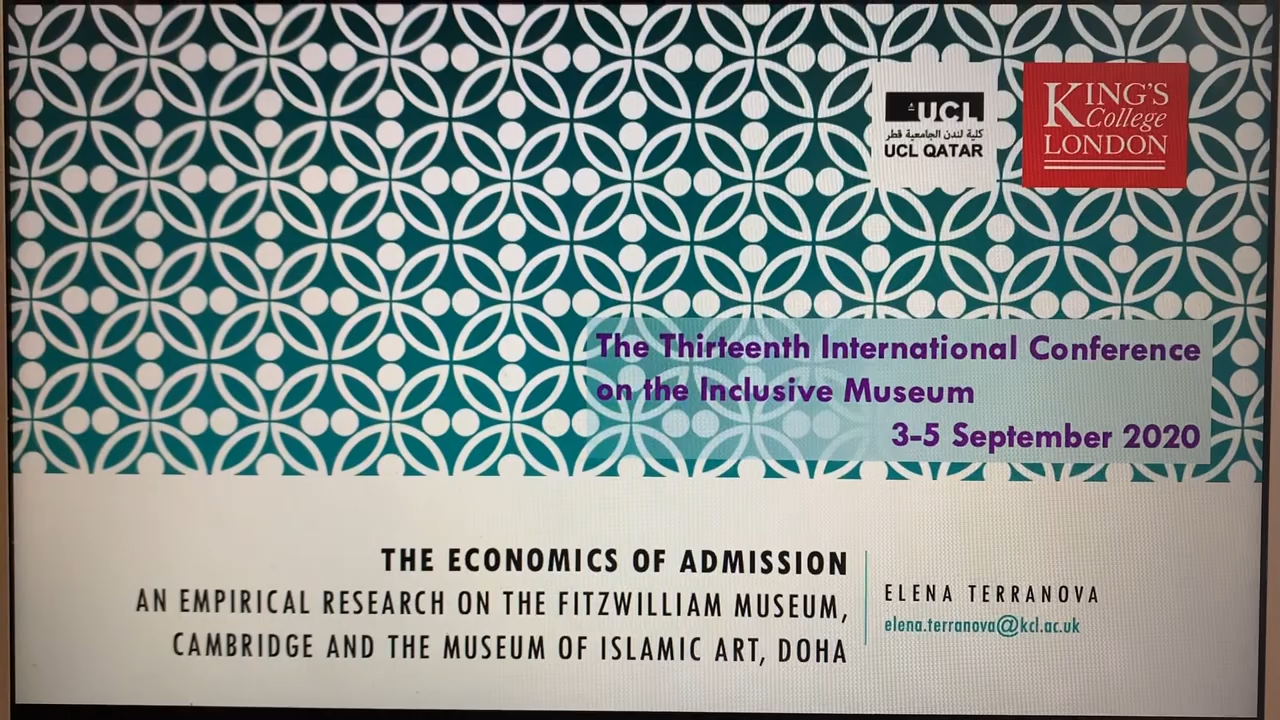 UCL
كلية لندن الجامعية قطر
UCL QATAR
KING'S
College
LONDON
The Thirteenth International Conference
on the Inclusive Museum
3-5 September 2020
THE ECONOMICS OF ADMISSION
AN EMPIRICAL RESEARCH ON THE FITZWILLIAM MUSEUM,
CAMBRIDGE AND THE MUSEUM OF ISLAMIC ART, DOHA
ELENA TERRANOVA
elena.terranova@kcl.ac.uk